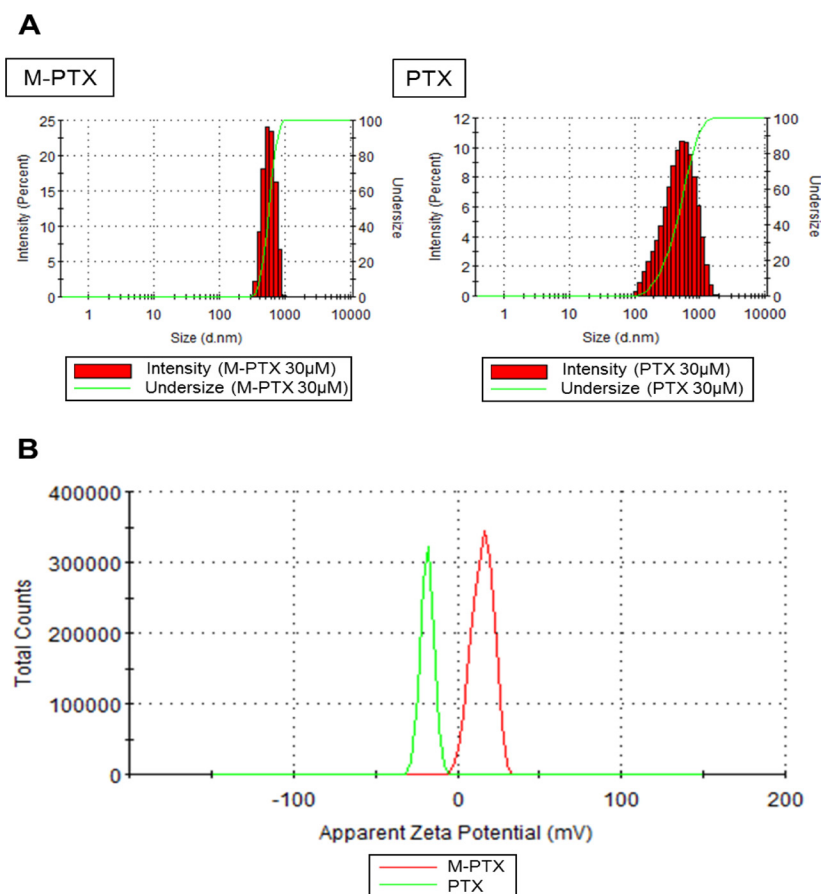 A
M-PTX
PTX
25
20
15
10
5
0
Intensity (Percent)
100
80
60
40
20
0
Undersize
1 10 100 1000 10000
Size (d.nm)
Intensity (M-PTX 30μM)
Undersize (M-PTX 30μM)
12
10
8
6
4
2
0
Intensity (Percent)
100
80
60
40
20
0
Undersize
1 10 100 1000 10000
Size (d.nm)
Intensity (PTX 30μM)
Undersize (PTX 30μM)
B
400000
300000
200000
100000
0
Total Counts
-100 0 100 200
Apparent Zeta Potential (mV)
M-PTX
PTX